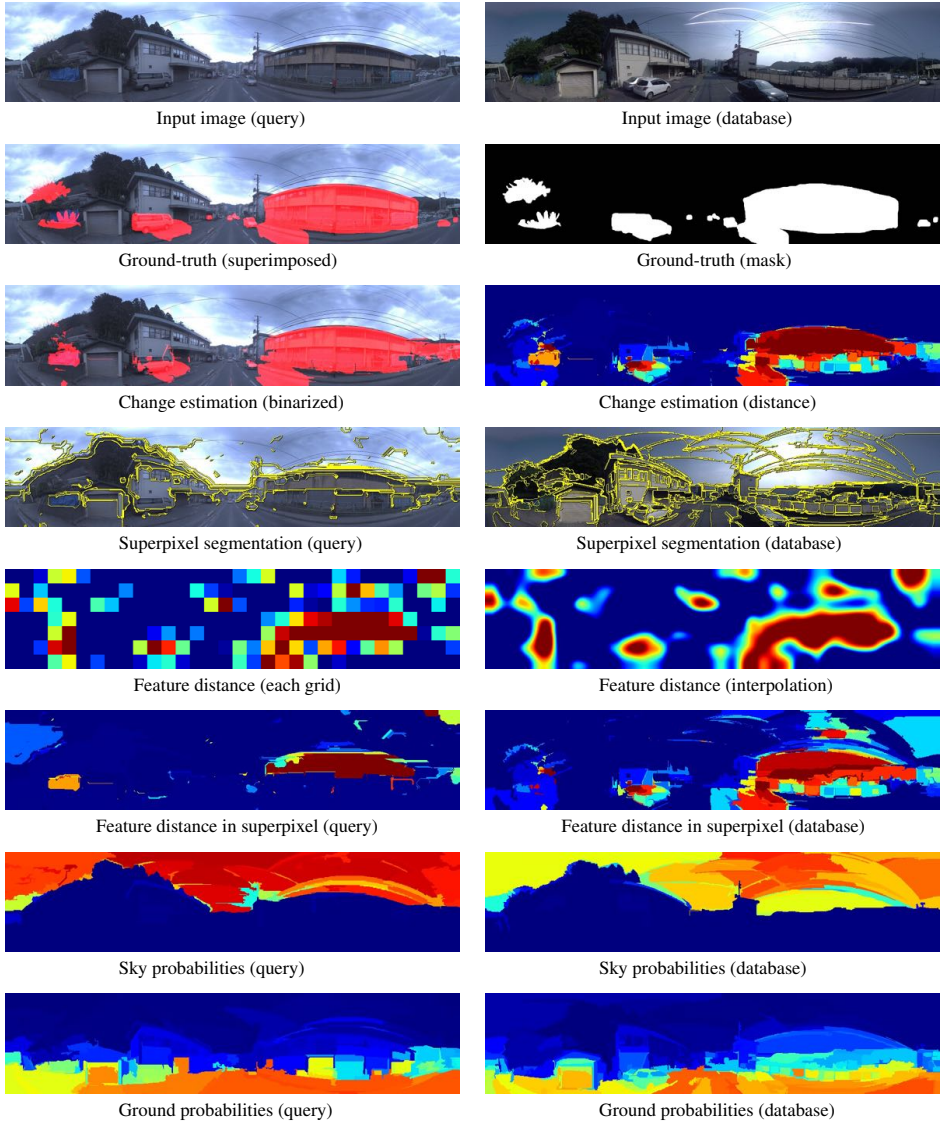 Input image (query)
Input image (database)
Ground-truth (superimposed)
Ground-truth (mask)
Change estimation (binarized)
Change estimation (distance)
Superpixel segmentation (query)
Superpixel segmentation (database)
Feature distance (each grid)
Feature distance (interpolation)
Feature distance in superpixel (query)
Feature distance in superpixel (database)
Sky probabilities (query)
Sky probabilities (database)
Ground probabilities (query)
Ground probabilities (database)